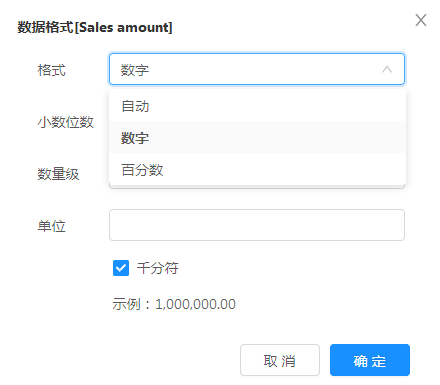 数据格式[Sales amount]
格式
数字
自动
小数位数
数字
百分数
数量级
单位
千分符
示例：1,000,000.00
取 消
确 定